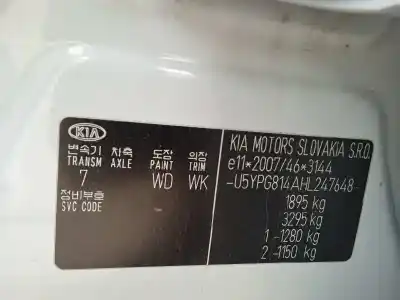 KIA
변속기 차축 도장 의장
TRANSM AXLE PAINT TRIM
7 WD WK
정비부호
SVC CODE
KIA MOTORS SLOVAKIA S.R.O.
e11*2007/46*3144
-U5YPG814AHL247648-
1895 kg
3295 kg
1 -1280 kg
2 -1150 kg